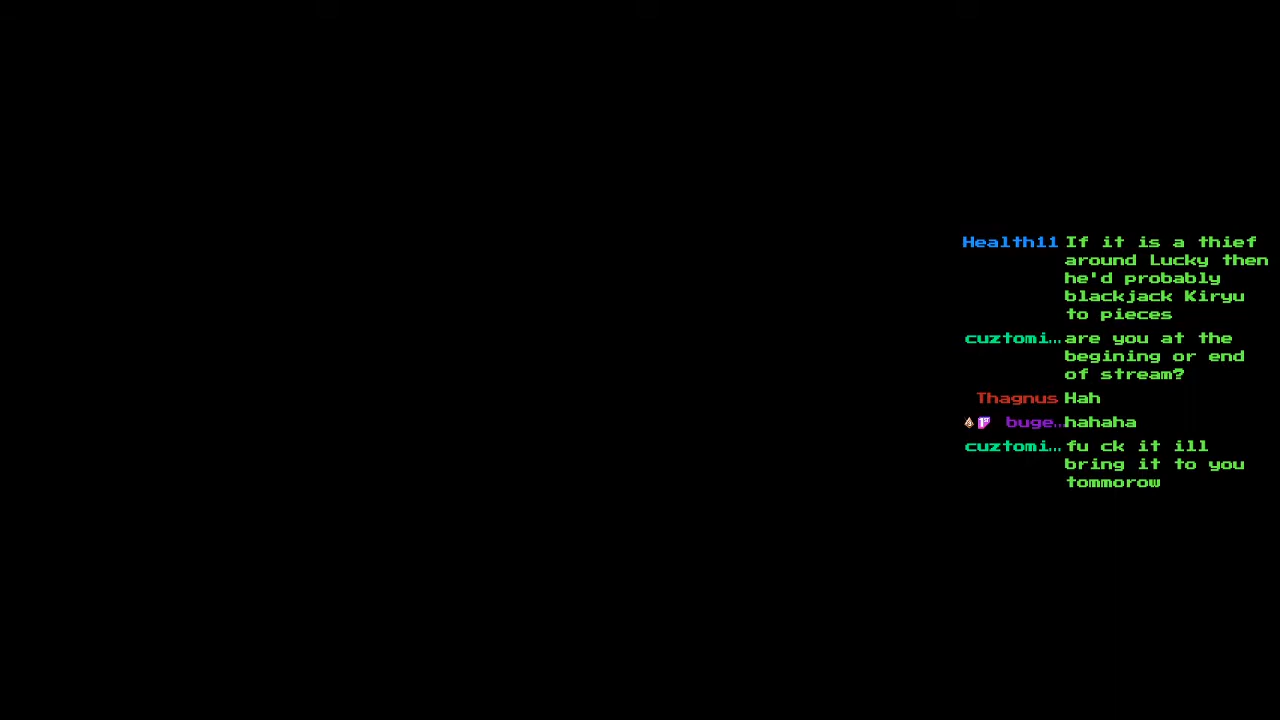 Health11 If it is a thief
around Lucky then
he'd probably
blackjack Kiryu
to pieces
cuztomi... are you at the
begining or end
of stream?
Thagnus Hah
buge... hahaha
cuztomi... fu ck it ill
bring it to you
tommorow